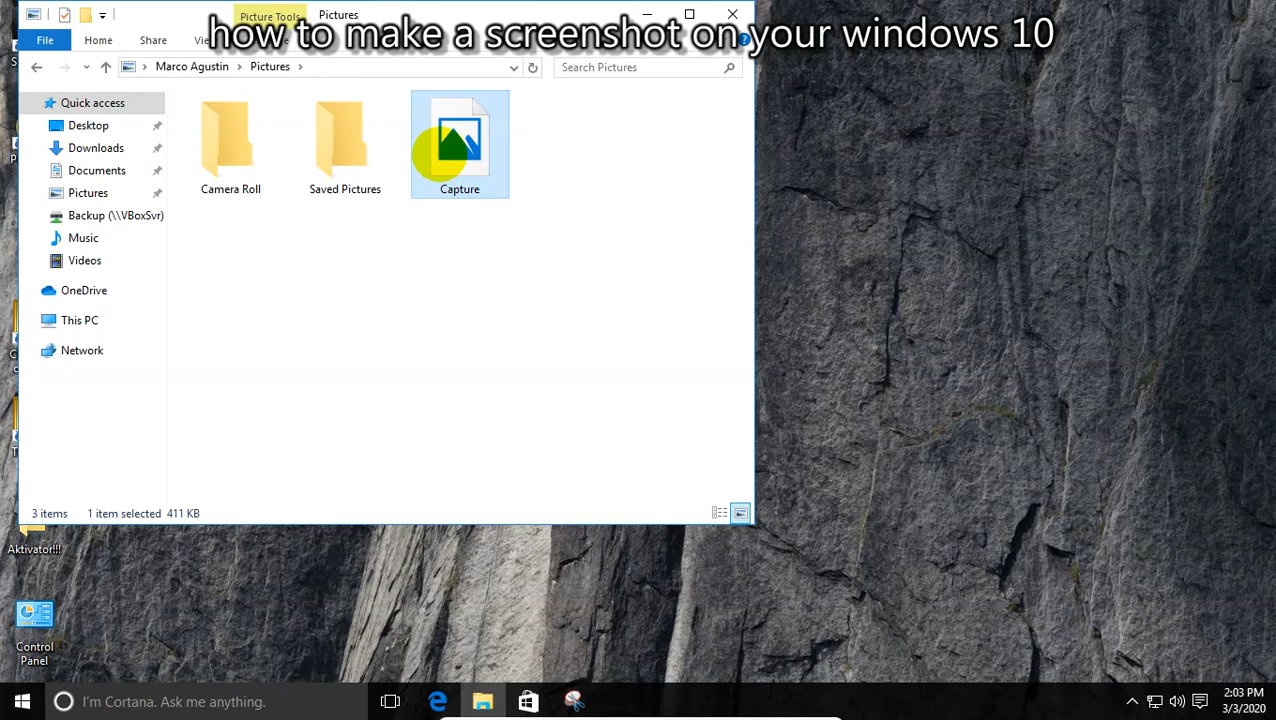 Picture Tools
Pictures
how to make a screenshot on your windows 10
File
Home
Share
Marco Agustin
Pictures
Search Pictures
Quick access
Desktop
Downloads
Documents
Pictures
Backup (\\VBoxSvr)
Music
Videos
OneDrive
This PC
Network
Camera Roll
Saved Pictures
Capture
3 items
1 item selected 411 KB
Aktivator!!!
Control
Panel
I'm Cortana. Ask me anything.
2:03 PM
3/3/2020